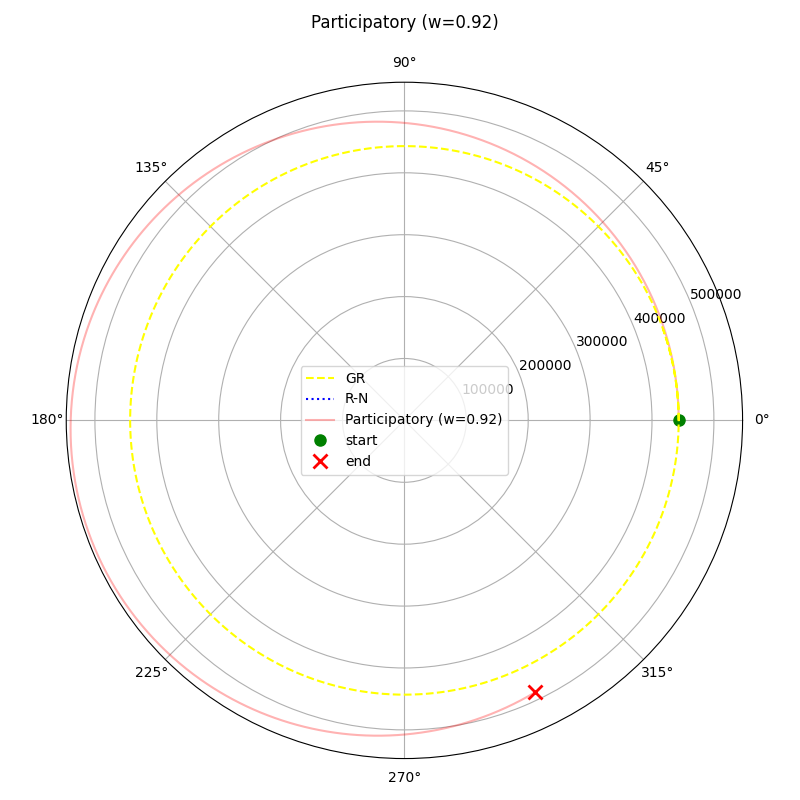 Participatory (w=0.92)
90°
135°
45°
500000
400000
300000
200000
100000
180°
0°
GR
R-N
Participatory (w=0.92)
start
end
225°
315°
270°